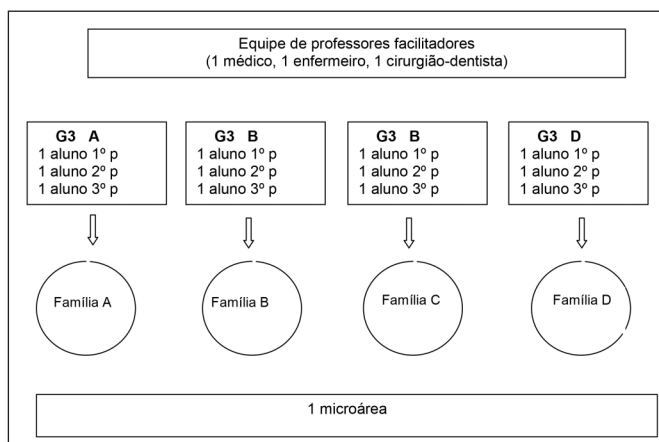 Equipe de professores facilitadores
(1 médico, 1 enfermeiro, 1 cirurgião-dentista)
G3 A
1 aluno 1º p
1 aluno 2º p
1 aluno 3º p
G3 B
1 aluno 1º p
1 aluno 2º p
1 aluno 3º p
G3 B
1 aluno 1º p
1 aluno 2º p
1 aluno 3º p
G3 D
1 aluno 1º p
1 aluno 2º p
1 aluno 3º p
Família A
Família B
Família C
Família D
1 microárea